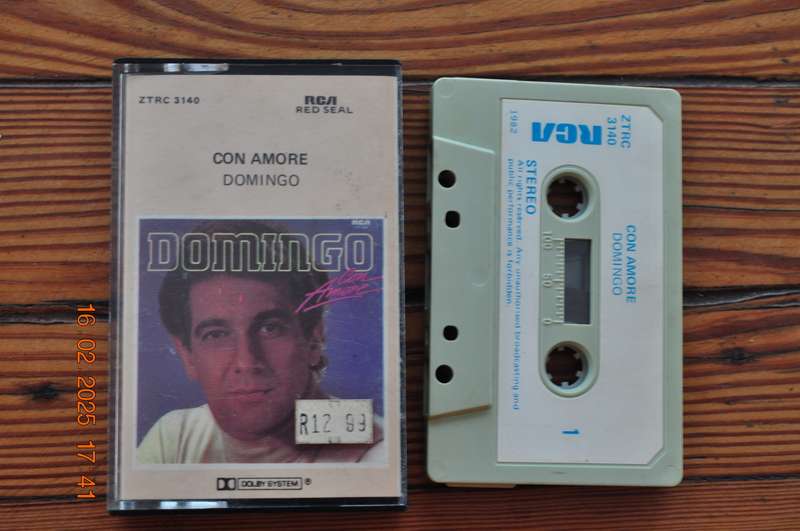 ZTRC 3140
RCA
RED SEAL
CON AMORE
DOMINGO
RCA
DOMINGO
Con
Amore
R12 99
DOLBY SYSTEM ®
ZTRC
3140
RCA
1982
CON AMORE
DOMINGO
STEREO
All rights reserved. Any unauthorised broadcasting and
public performance is forbidden.
100 50 0
1
16 02 2025 17 41